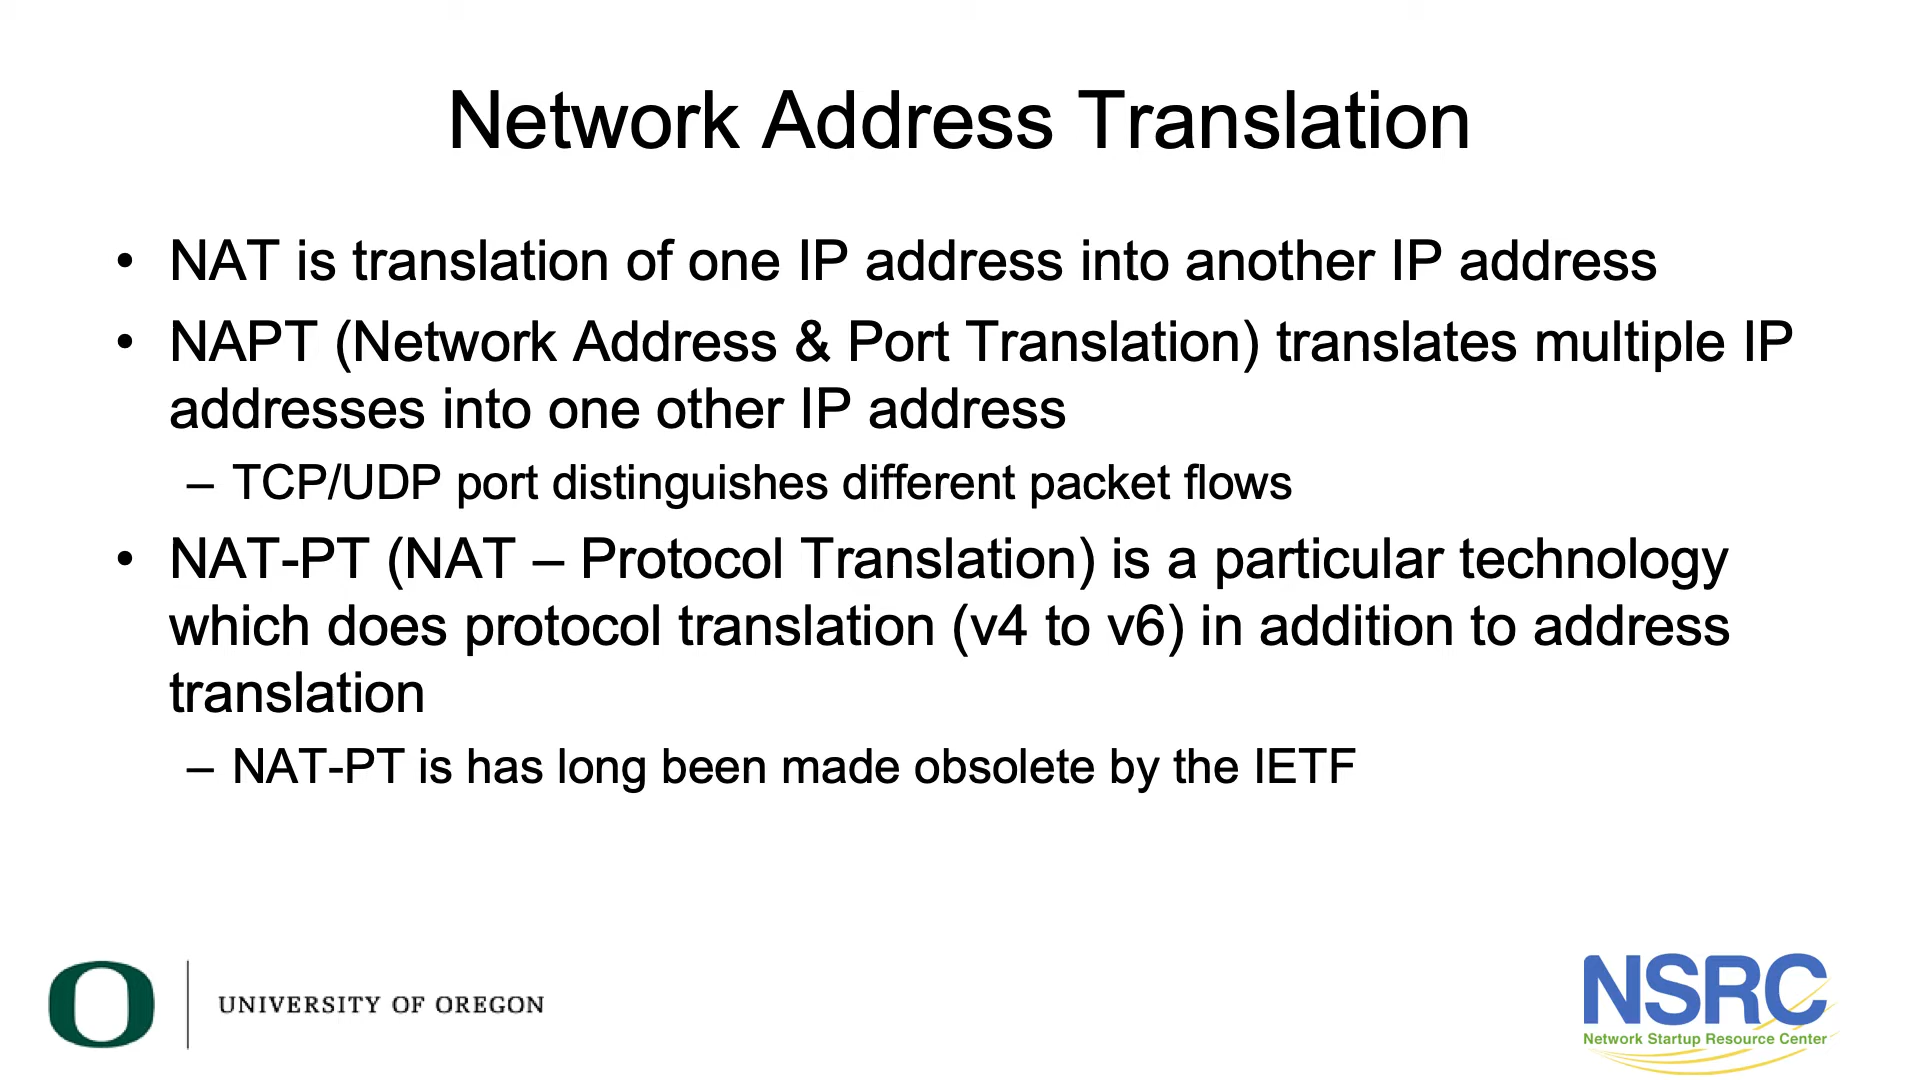 Network Address Translation
• NAT is translation of one IP address into another IP address
• NAPT (Network Address & Port Translation) translates multiple IP
addresses into one other IP address
– TCP/UDP port distinguishes different packet flows
• NAT-PT (NAT – Protocol Translation) is a particular technology
which does protocol translation (v4 to v6) in addition to address
translation
– NAT-PT is has long been made obsolete by the IETF
O
UNIVERSITY OF OREGON
NSRC
Network Startup Resource Center